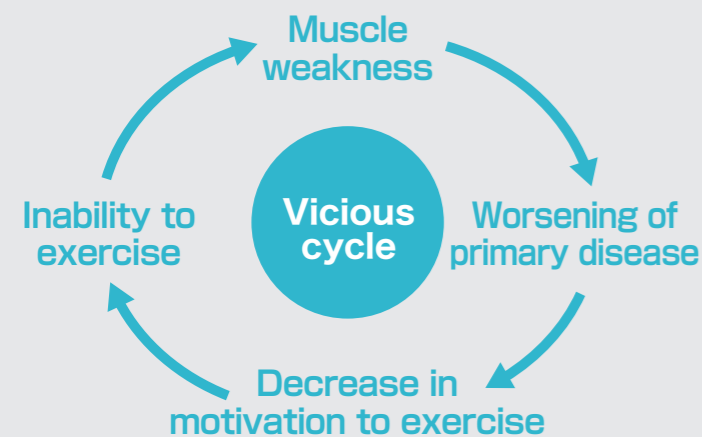 Muscle
weakness
Vicious
cycle
Inability to
exercise
Worsening of
primary disease
Decrease in
motivation to exercise